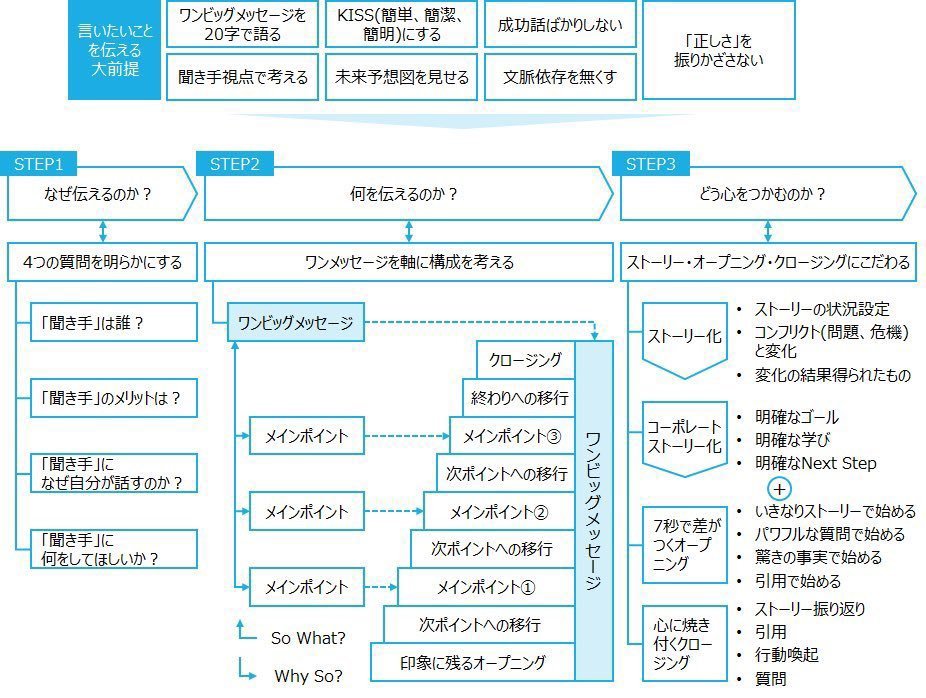 言いたいこと
を伝える
大前提
ワンビッグメッセージを
20字で語る
KISS(簡単、簡潔、
簡明)にする
成功話ばかりしない
「正しさ」を
振りかざさない
聞き手視点で考える
未来予想図を見せる
文脈依存を無くす
STEP1
なぜ伝えるのか？
4つの質問を明らかにする
「聞き手」は誰？
「聞き手」のメリットは？
「聞き手」に
なぜ自分が話すのか？
「聞き手」に
何をしてほしいか？
STEP2
何を伝えるのか？
ワンメッセージを軸に構成を考える
ワンビッグメッセージ
メインポイント
メインポイント
メインポイント
So What?
Why So?
クロージング
終わりへの移行
メインポイント③
次ポイントへの移行
メインポイント②
次ポイントへの移行
メインポイント①
次ポイントへの移行
印象に残るオープニング
ワンビッグメッセージ
STEP3
どう心をつかむのか？
ストーリー・オープニング・クロージングにこだわる
ストーリー化
• ストーリーの状況設定
• コンフリクト(問題、危機)
と変化
• 変化の結果得られたもの
コーポレート
ストーリー化
• 明確なゴール
• 明確な学び
• 明確なNext Step
+
7秒で差が
つくオープ
ニング
• いきなりストーリーで始める
• パワフルな質問で始める
• 驚きの事実で始める
• 引用で始める
心に焼き
付くクロー
ジング
• ストーリー振り返り
• 引用
• 行動喚起
• 質問